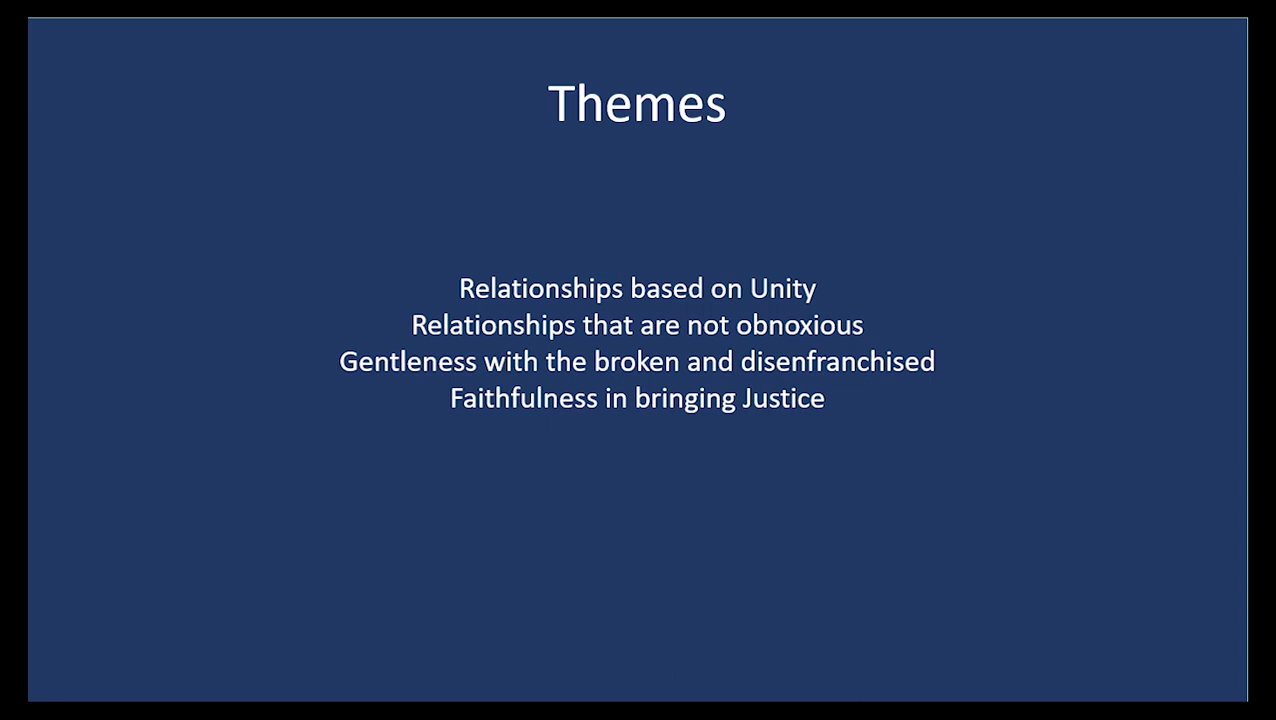 Themes
Relationships based on Unity
Relationships that are not obnoxious
Gentleness with the broken and disenfranchised
Faithfulness in bringing Justice